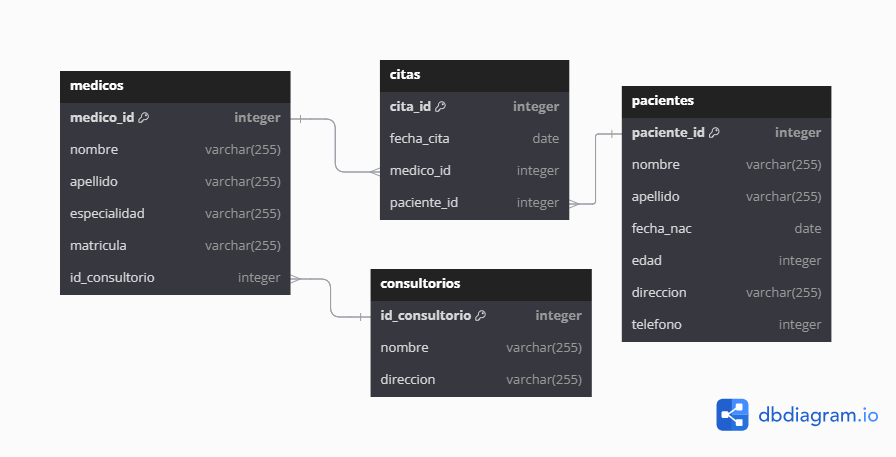 medicos
medico_id integer
nombre varchar(255)
apellido varchar(255)
especialidad varchar(255)
matricula varchar(255)
id_consultorio integer
citas
cita_id integer
fecha_cita date
medico_id integer
paciente_id integer
consultorios
id_consultorio integer
nombre varchar(255)
direccion varchar(255)
pacientes
paciente_id integer
nombre varchar(255)
apellido varchar(255)
fecha_nac date
edad integer
direccion varchar(255)
telefono integer
dbdiagram.io